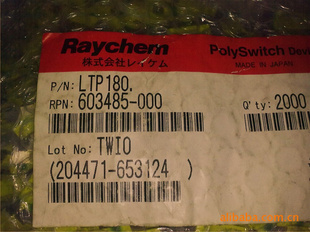 Raychem
PolySwitch Devi
株式会社レイケム
MADE IN JAPAN
P/N: LTP180.
RPN: 603485-000
Q'ty: 2000
Lot No: TWIO
(204471-653124 )